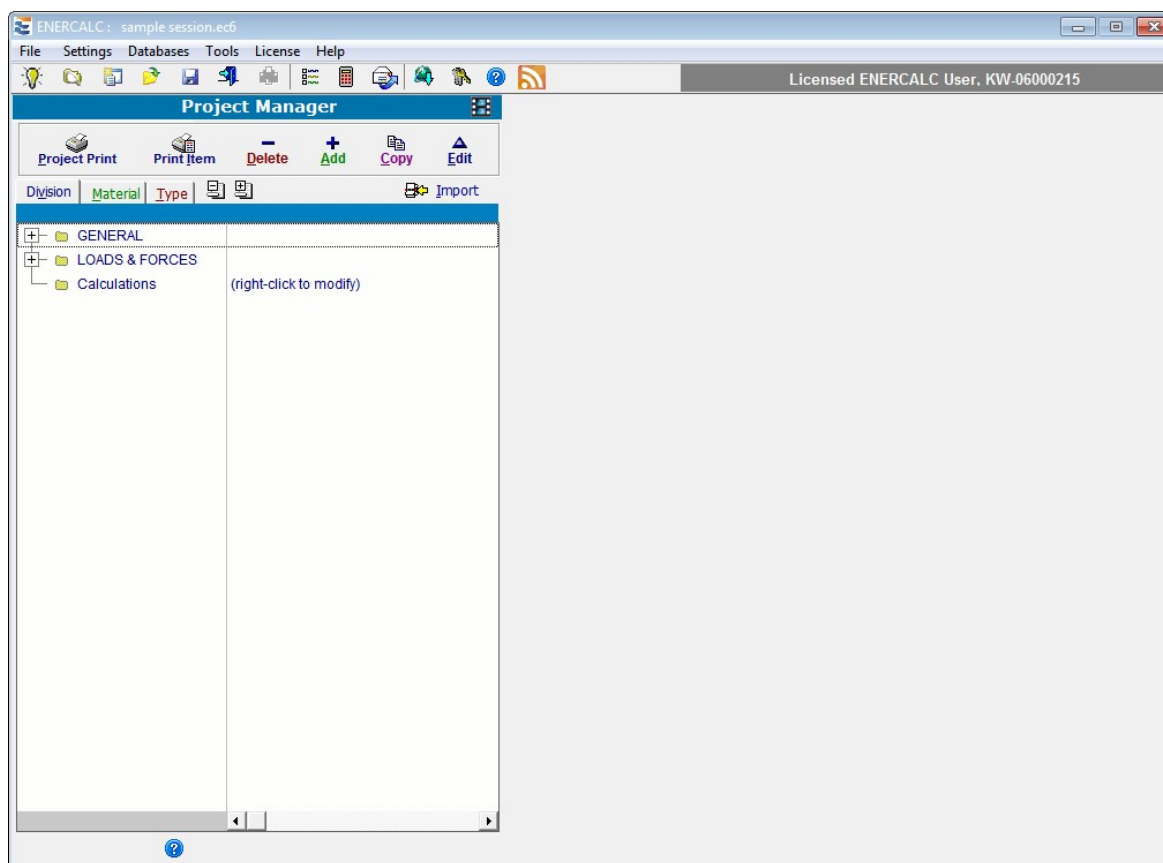 ENERCALC : sample session.ec6
File Settings Databases Tools License Help
Licensed ENERCALC User, KW-06000215
Project Manager
Project Print Print Item Delete Add Copy Edit
Division Material Type Import
GENERAL
LOADS & FORCES
Calculations (right-click to modify)